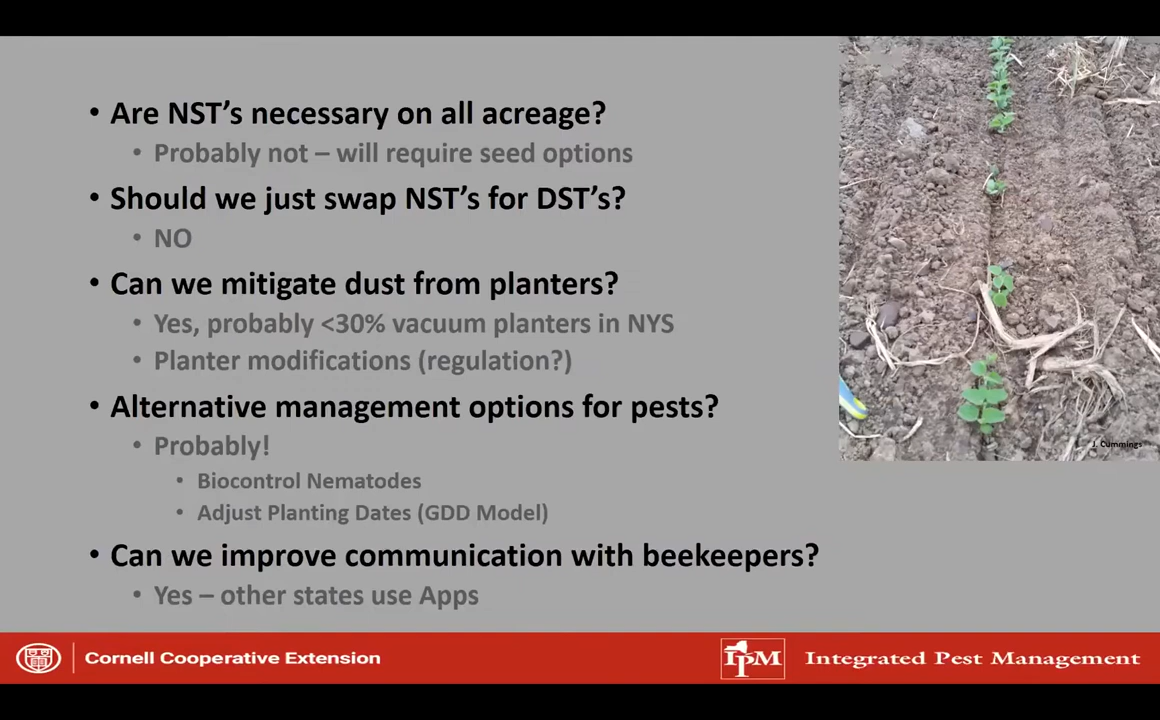 • Are NST's necessary on all acreage?
• Probably not – will require seed options
• Should we just swap NST's for DST's?
• NO
• Can we mitigate dust from planters?
• Yes, probably <30% vacuum planters in NYS
• Planter modifications (regulation?)
• Alternative management options for pests?
• Probably!
• Biocontrol Nematodes
• Adjust Planting Dates (GDD Model)
• Can we improve communication with beekeepers?
• Yes – other states use Apps
J. Cummings
Cornell Cooperative Extension
IPM Integrated Pest Management